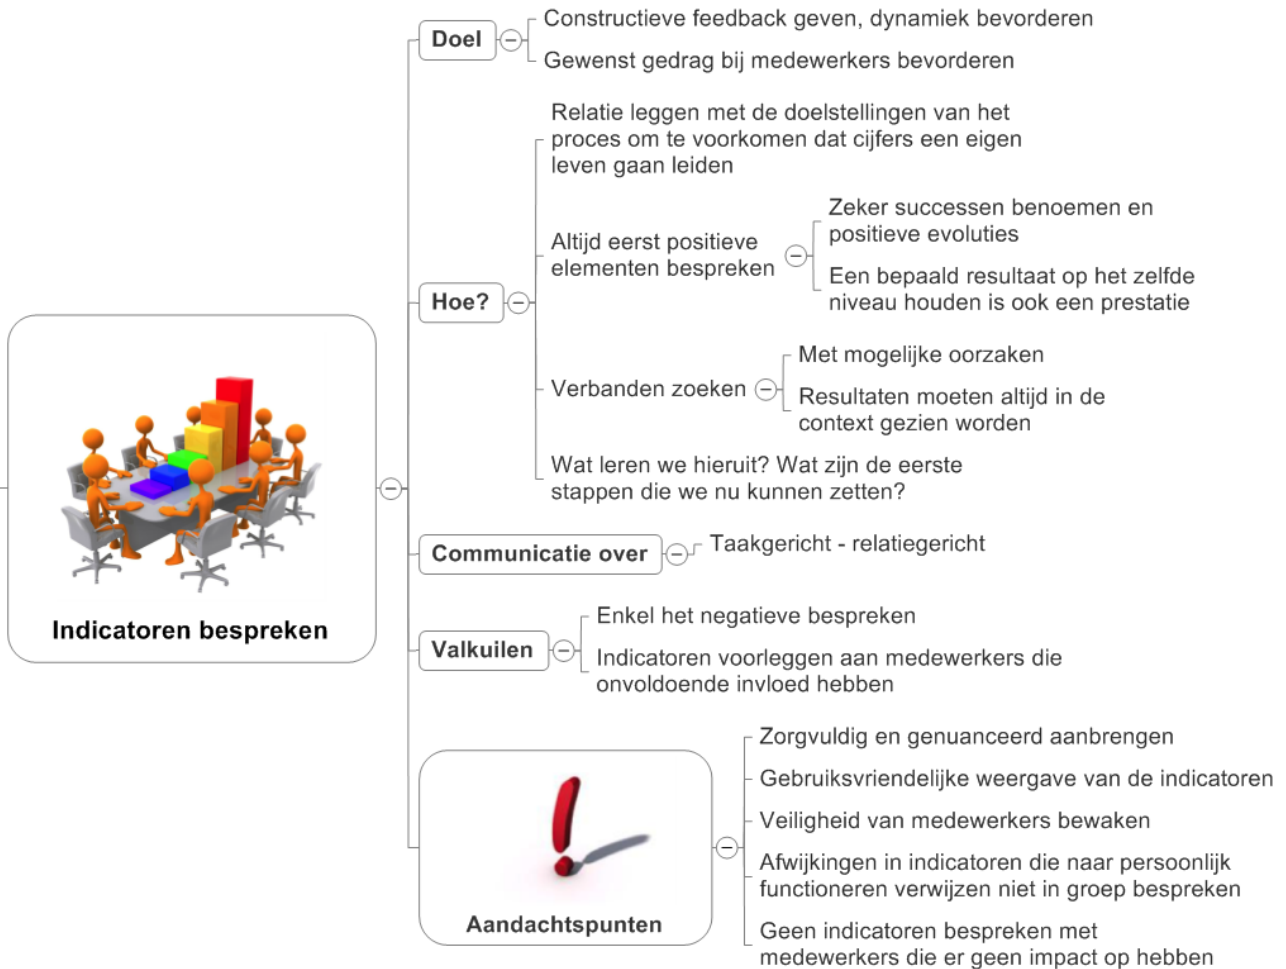 Indicatoren bespreken
Doel
Constructieve feedback geven, dynamiek bevorderen
Gewenst gedrag bij medewerkers bevorderen
Hoe?
Relatie leggen met de doelstellingen van het
proces om te voorkomen dat cijfers een eigen
leven gaan leiden
Altijd eerst positieve
elementen bespreken
Zeker successen benoemen en
positieve evoluties
Een bepaald resultaat op het zelfde
niveau houden is ook een prestatie
Verbanden zoeken
Met mogelijke oorzaken
Resultaten moeten altijd in de
context gezien worden
Wat leren we hieruit? Wat zijn de eerste
stappen die we nu kunnen zetten?
Communicatie over
Taakgericht - relatiegericht
Valkuilen
Enkel het negatieve bespreken
Indicatoren voorleggen aan medewerkers die
onvoldoende invloed hebben
Aandachtspunten
Zorgvuldig en genuanceerd aanbrengen
Gebruiksvriendelijke weergave van de indicatoren
Veiligheid van medewerkers bewaken
Afwijkingen in indicatoren die naar persoonlijk
functioneren verwijzen niet in groep bespreken
Geen indicatoren bespreken met
medewerkers die er geen impact op hebben